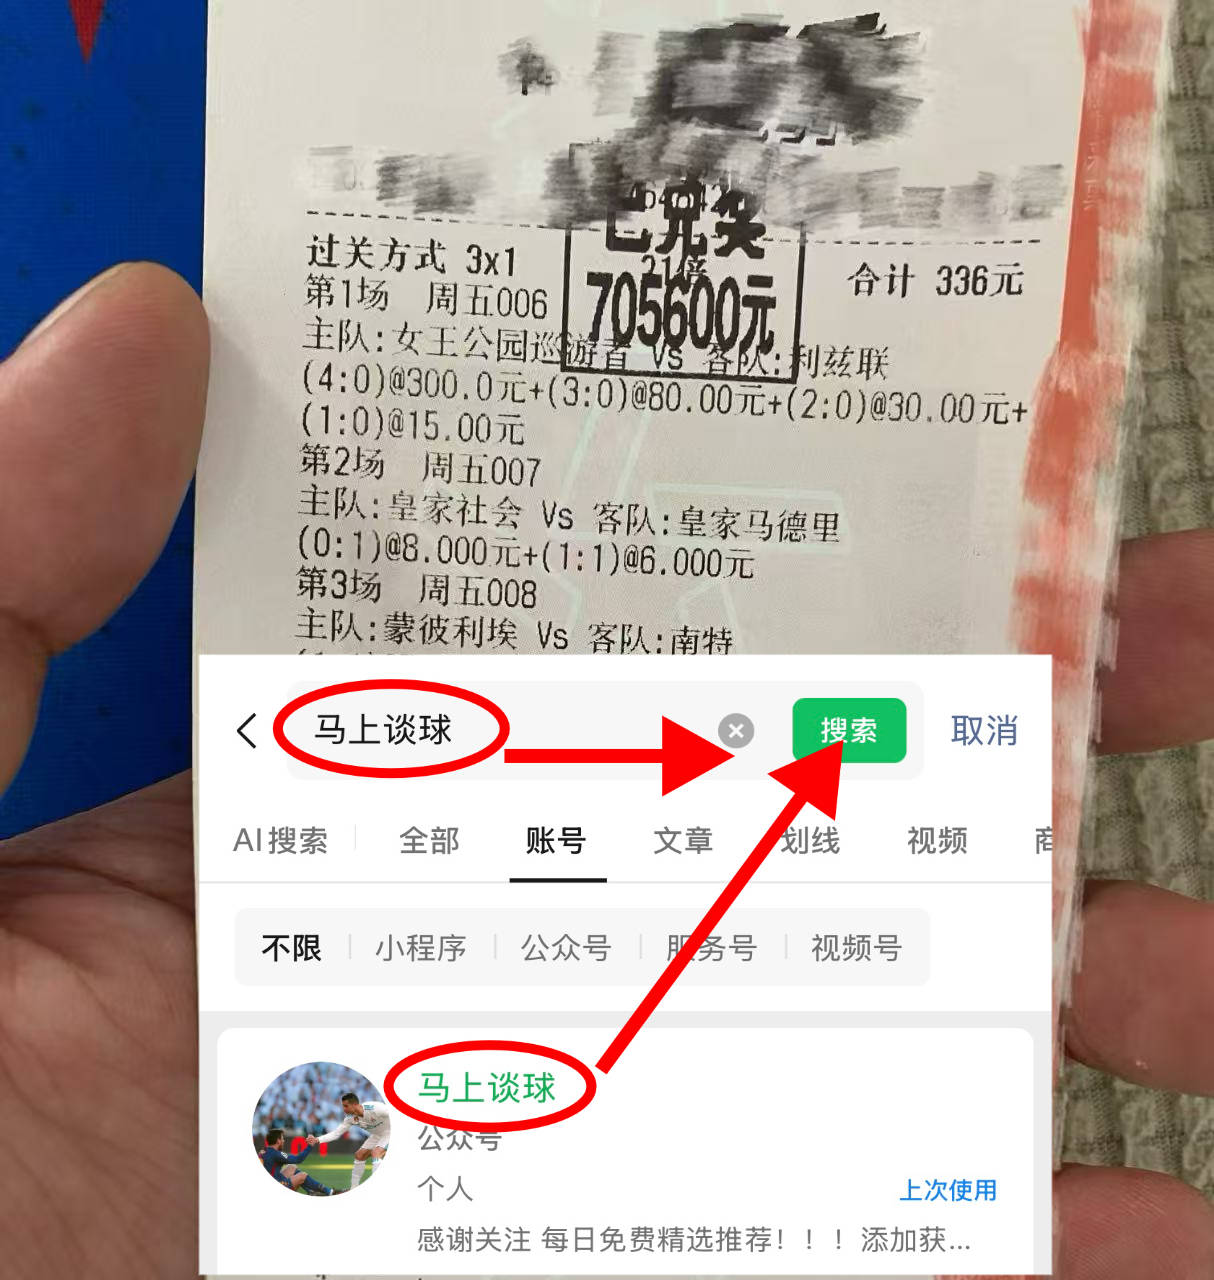 已兑奖
过关方式 3x1
21倍
合计 336元
705600元
第1场 周五006
主队:女王公园巡游者 Vs 客队:利兹联
(4:0)@300.0元+(3:0)@80.00元+(2:0)@30.00元+
(1:0)@15.00元
第2场 周五007
主队:皇家社会 Vs 客队:皇家马德里
(0:1)@8.000元+(1:1)@6.000元
第3场 周五008
主队:蒙彼利埃 Vs 客队:南特
马上谈球 搜索 取消
AI搜索 全部 账号 文章 划线 视频
不限 小程序 公众号 服务号 视频号
马上谈球
公众号
个人 上次使用
感谢关注 每日免费精选推荐！！！添加获...